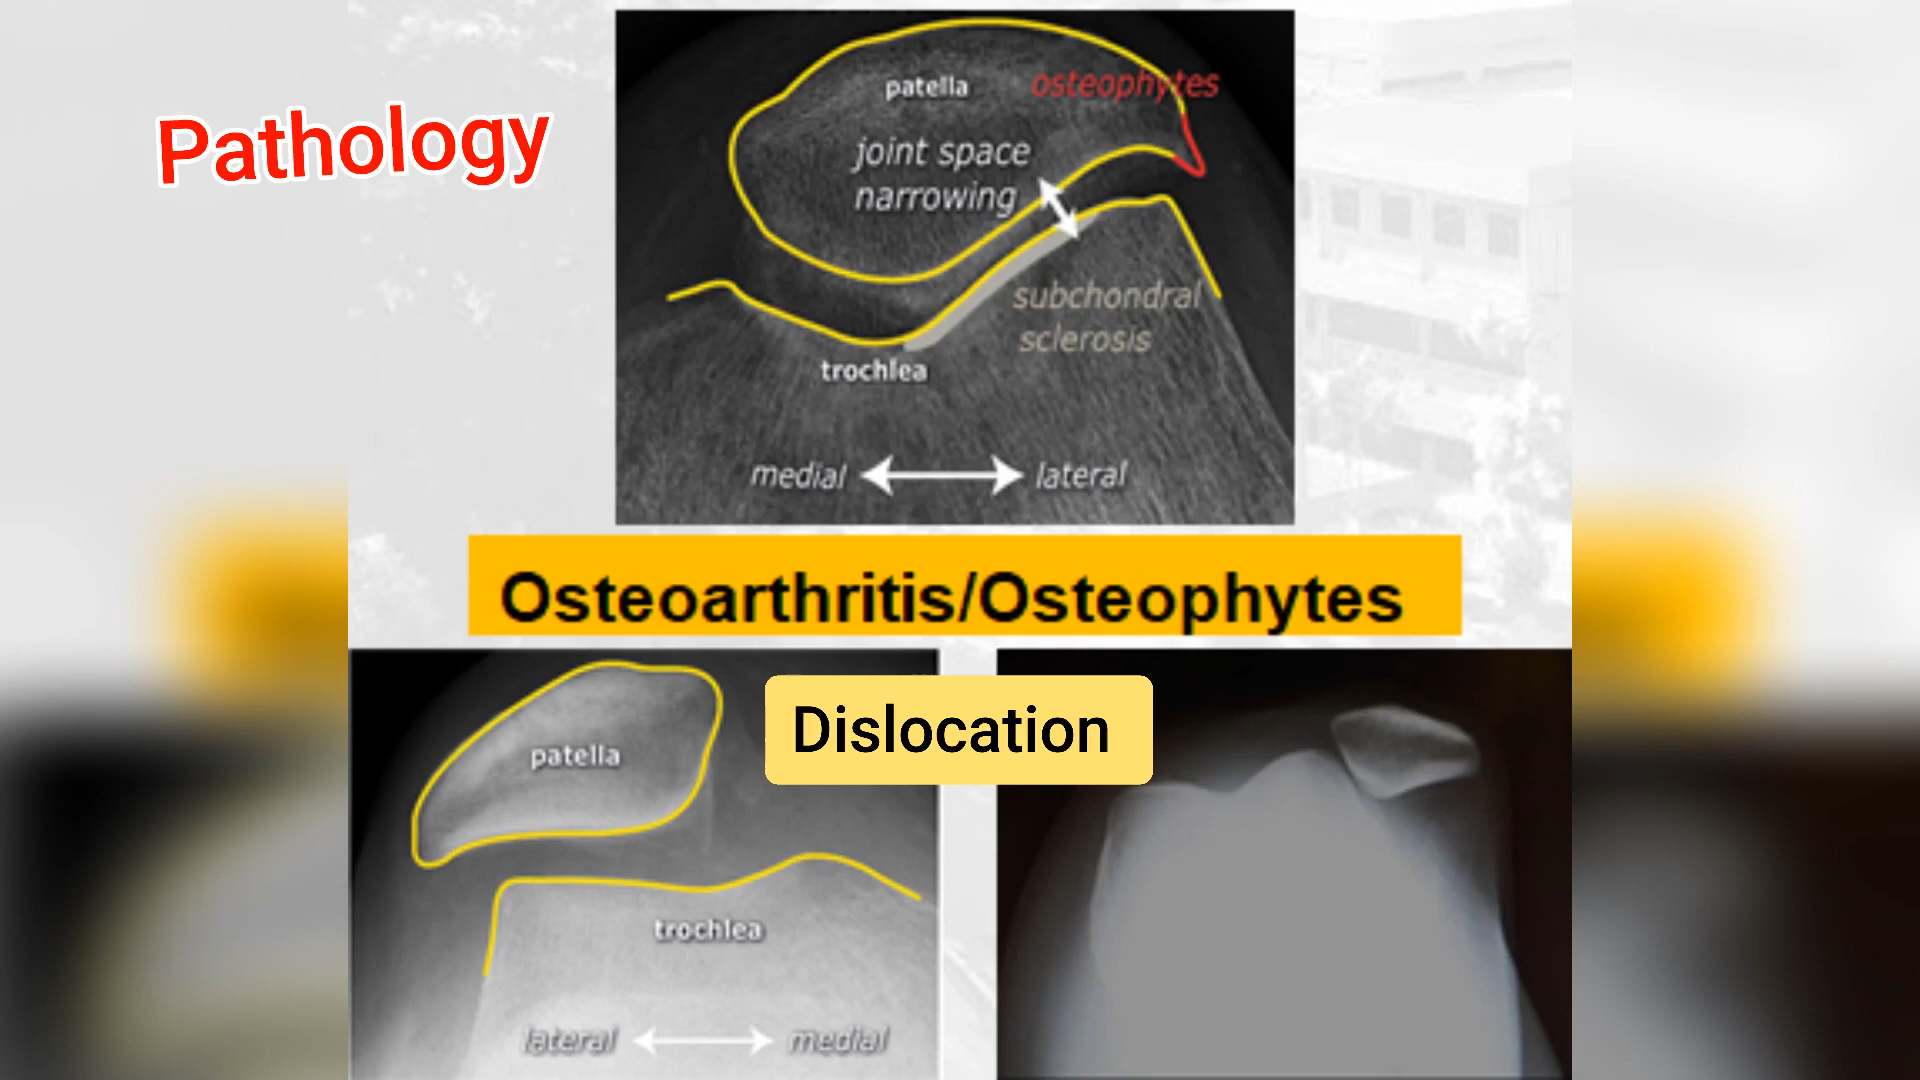 Pathology
patella
osteophytes
joint space
narrowing
subchondral
sclerosis
trochlea
medial
lateral
Osteoarthritis/Osteophytes
Dislocation
patella
trochlea
lateral
medial